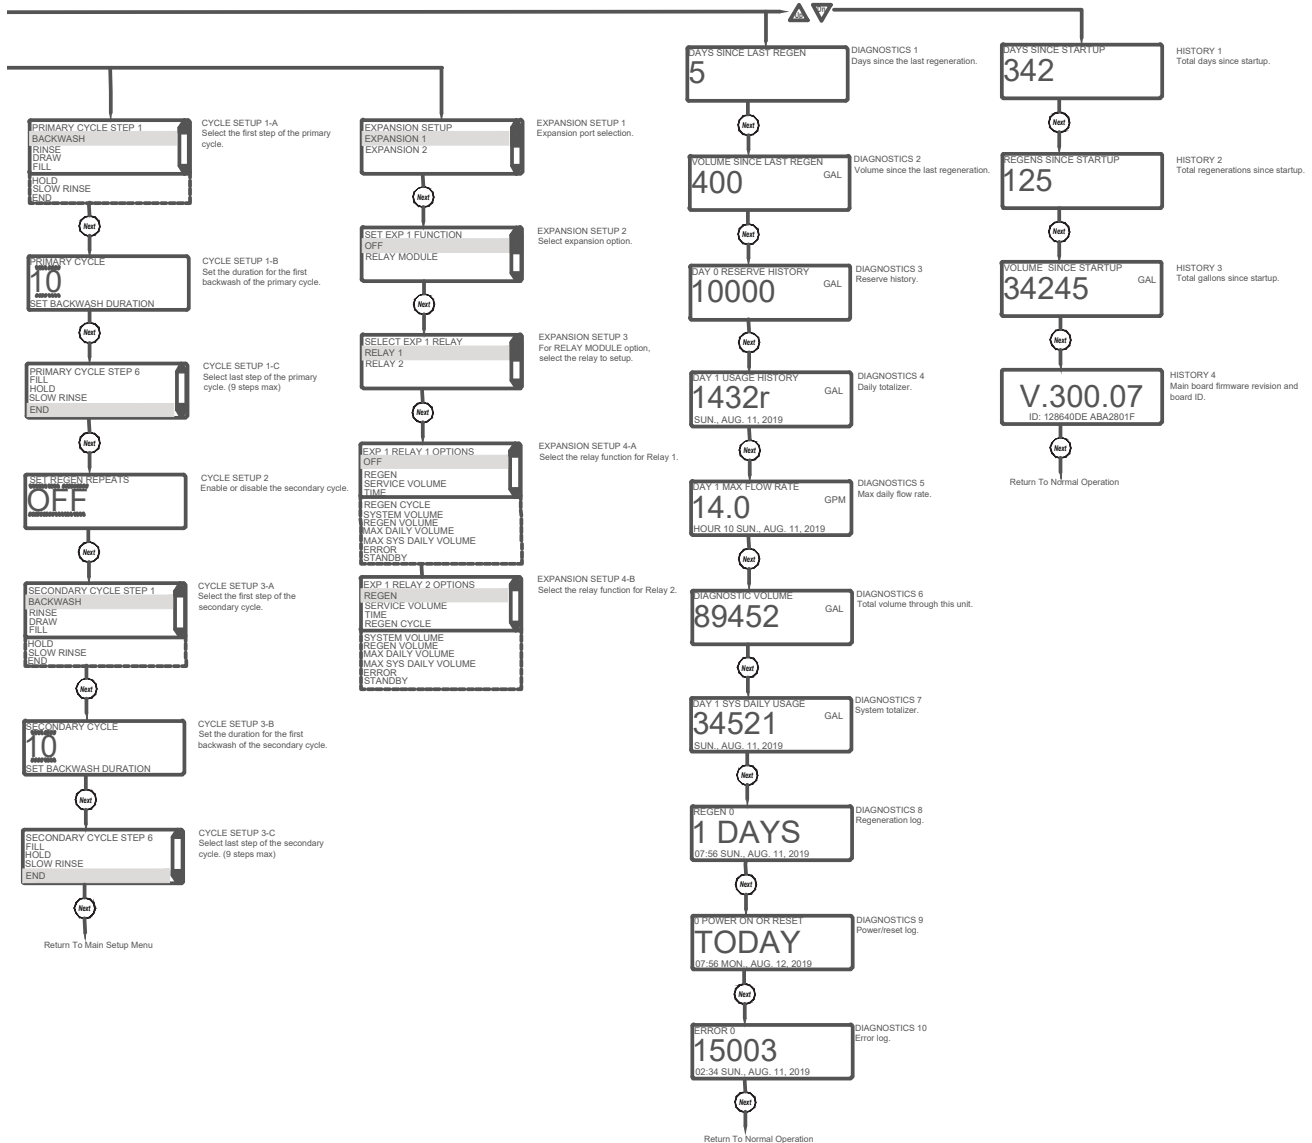 PRIMARY CYCLE STEP 1
BACKWASH
RINSE
DRAW
FILL
HOLD
SLOW RINSE
END
CYCLE SETUP 1-A
Select the first step of the primary
cycle.
Next
PRIMARY CYCLE
10
SET BACKWASH DURATION
CYCLE SETUP 1-B
Set the duration for the first
backwash of the primary cycle.
Next
PRIMARY CYCLE STEP 6
FILL
HOLD
SLOW RINSE
END
CYCLE SETUP 1-C
Select last step of the primary
cycle. (9 steps max)
Next
SET REGEN REPEATS
OFF
CYCLE SETUP 2
Enable or disable the secondary cycle.
Next
SECONDARY CYCLE STEP 1
BACKWASH
RINSE
DRAW
FILL
HOLD
SLOW RINSE
END
CYCLE SETUP 3-A
Select the first step of the
secondary cycle.
Next
SECONDARY CYCLE
10
SET BACKWASH DURATION
CYCLE SETUP 3-B
Set the duration for the first
backwash of the secondary cycle.
Next
SECONDARY CYCLE STEP 6
FILL
HOLD
SLOW RINSE
END
CYCLE SETUP 3-C
Select last step of the secondary
cycle. (9 steps max)
Next
Return To Main Setup Menu
EXPANSION SETUP
EXPANSION 1
EXPANSION 2
EXPANSION SETUP 1
Expansion port selection.
Next
SET EXP 1 FUNCTION
OFF
RELAY MODULE
EXPANSION SETUP 2
Select expansion option.
Next
SELECT EXP 1 RELAY
RELAY 1
RELAY 2
EXPANSION SETUP 3
For RELAY MODULE option,
select the relay to setup.
Next
EXP 1 RELAY 1 OPTIONS
OFF
REGEN
SERVICE VOLUME
TIME
REGEN CYCLE
SYSTEM VOLUME
REGEN VOLUME
MAX DAILY VOLUME
MAX SYS DAILY VOLUME
ERROR
STANDBY
EXPANSION SETUP 4-A
Select the relay function for Relay 1.
EXP 1 RELAY 2 OPTIONS
REGEN
SERVICE VOLUME
TIME
REGEN CYCLE
SYSTEM VOLUME
REGEN VOLUME
MAX DAILY VOLUME
MAX SYS DAILY VOLUME
ERROR
STANDBY
EXPANSION SETUP 4-B
Select the relay function for Relay 2.
DAYS SINCE LAST REGEN
5
DIAGNOSTICS 1
Days since the last regeneration.
Next
VOLUME SINCE LAST REGEN
400 GAL
DIAGNOSTICS 2
Volume since the last regeneration.
Next
DAY 0 RESERVE HISTORY
10000 GAL
DIAGNOSTICS 3
Reserve history.
Next
DAY 1 USAGE HISTORY
1432r GAL
SUN., AUG. 11, 2019
DIAGNOSTICS 4
Daily totalizer.
Next
DAY 1 MAX FLOW RATE
14.0 GPM
HOUR 10 SUN., AUG. 11, 2019
DIAGNOSTICS 5
Max daily flow rate.
Next
DIAGNOSTIC VOLUME
89452 GAL
DIAGNOSTICS 6
Total volume through this unit.
Next
DAY 1 SYS DAILY USAGE
34521 GAL
SUN., AUG. 11, 2019
DIAGNOSTICS 7
System totalizer.
Next
REGEN 0
1 DAYS
07:56 SUN., AUG. 11, 2019
DIAGNOSTICS 8
Regeneration log.
Next
0 POWER ON OR RESET
TODAY
07:56 MON., AUG. 12, 2019
DIAGNOSTICS 9
Power/reset log.
Next
ERROR 0
15003
02:34 SUN., AUG. 11, 2019
DIAGNOSTICS 10
Error log.
Next
Return To Normal Operation
DAYS SINCE STARTUP
342
HISTORY 1
Total days since startup.
Next
REGENS SINCE STARTUP
125
HISTORY 2
Total regenerations since startup.
Next
VOLUME SINCE STARTUP
34245 GAL
HISTORY 3
Total gallons since startup.
Next
V.300.07
ID: 128640DE ABA2801F
HISTORY 4
Main board firmware revision and
board ID.
Next
Return To Normal Operation